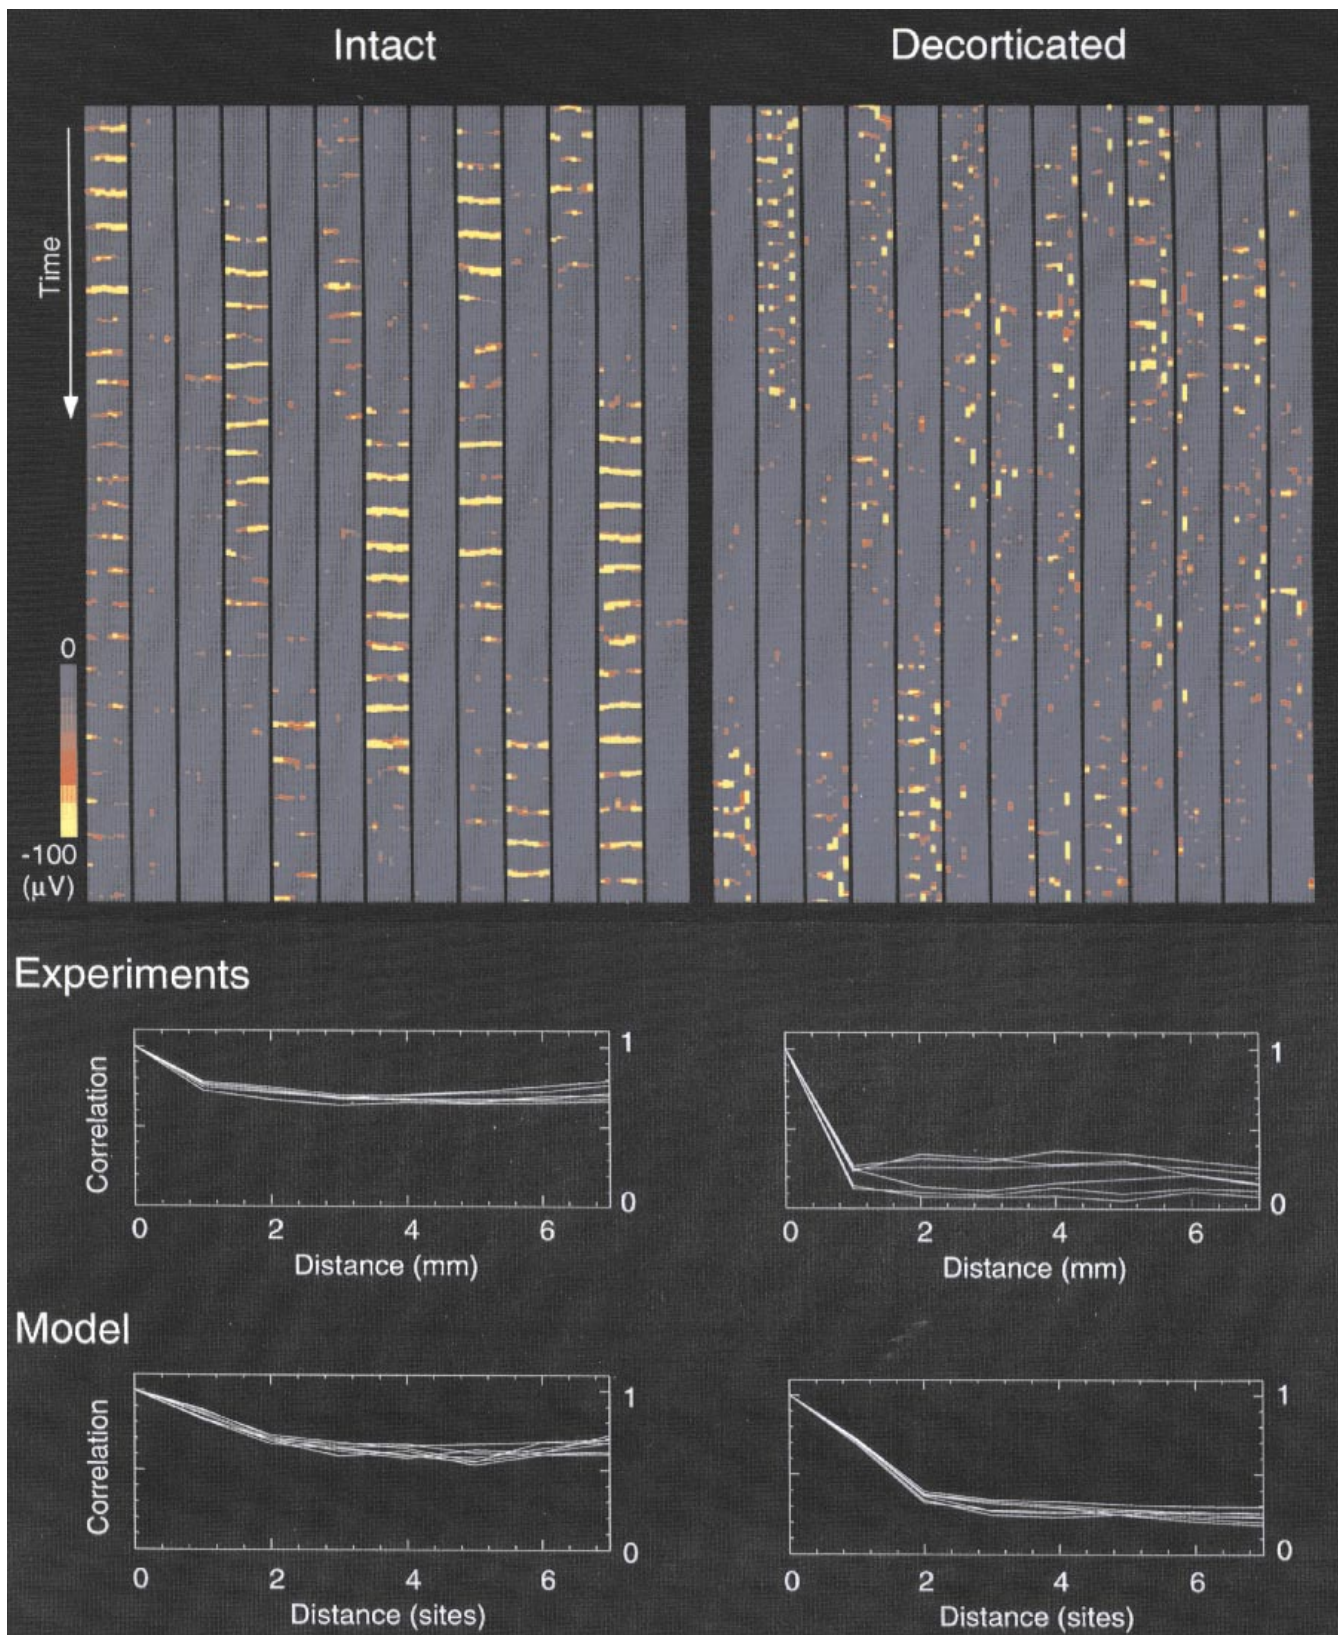 Intact
Decorticated
Time
0
-100
(μV)
Experiments
Correlation
1
0
0 2 4 6
Distance (mm)
1
0
0 2 4 6
Distance (mm)
Model
Correlation
1
0
0 2 4 6
Distance (sites)
1
0
0 2 4 6
Distance (sites)